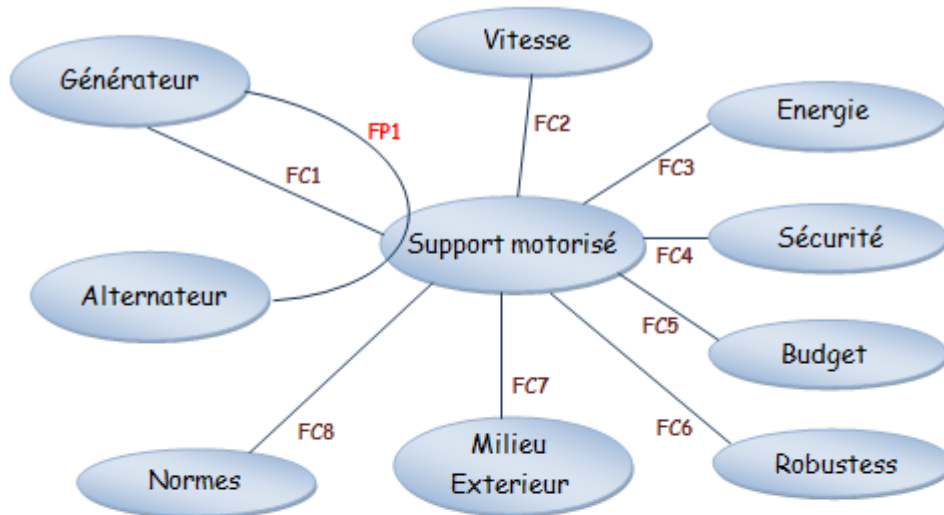 Vitesse
Générateur
Energie
FP1
FC2
FC3
FC1
Support motorisé
Sécurité
FC4
Alternateur
FC5
Budget
FC7
FC8
FC6
Milieu
Exterieur
Normes
Robustess